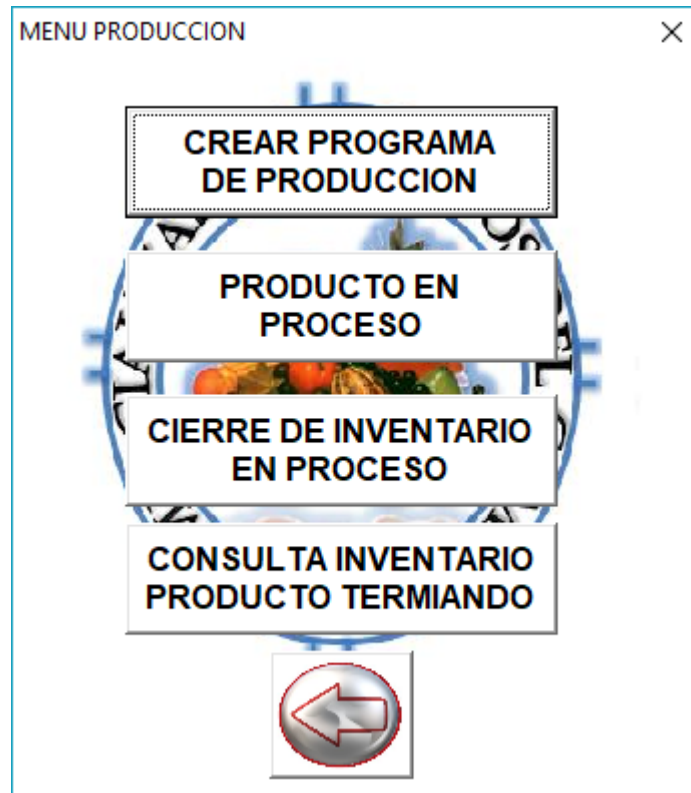 MENU PRODUCCION
CREAR PROGRAMA
DE PRODUCCION
PRODUCTO EN
PROCESO
CIERRE DE INVENTARIO
EN PROCESO
CONSULTA INVENTARIO
PRODUCTO TERMIANDO